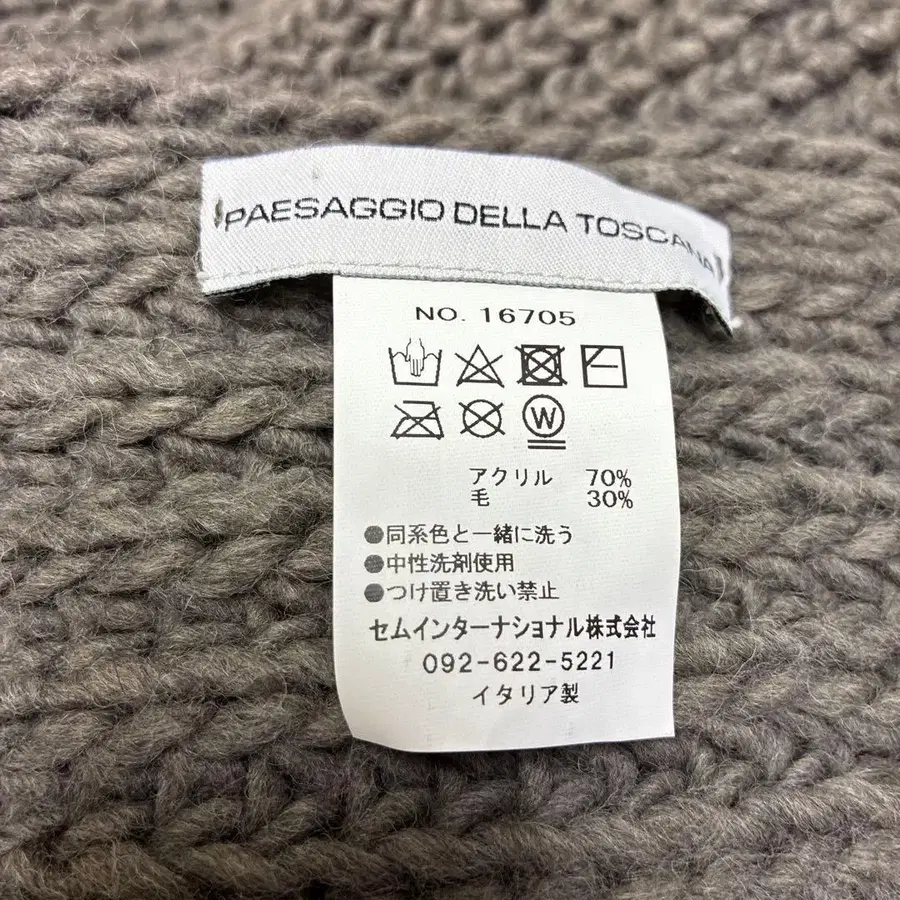 PAESAGGIO DELLA TOSCANA
NO. 16705
W
アクリル 70%
毛 30%
●同系色と一緒に洗う
●中性洗剤使用
●つけ置き洗い禁止
セムインターナショナル株式会社
092-622-5221
イタリア製